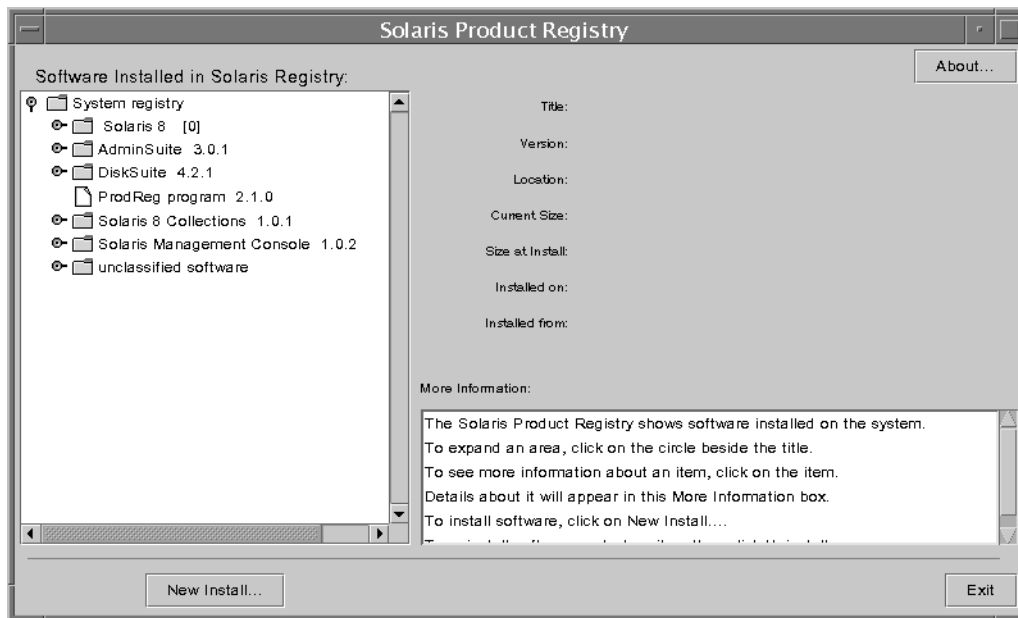 Solaris Product Registry
About...
Software Installed in Solaris Registry:
System registry
Solaris 8 [0]
AdminSuite 3.0.1
DiskSuite 4.2.1
ProdReg program 2.1.0
Solaris 8 Collections 1.0.1
Solaris Management Console 1.0.2
unclassified software
Title:
Version:
Location:
Current Size:
Size at Install:
Installed on:
Installed from:
More Information:
The Solaris Product Registry shows software installed on the system.
To expand an area, click on the circle beside the title.
To see more information about an item, click on the item.
Details about it will appear in this More Information box.
To install software, click on New Install....
New Install...
Exit